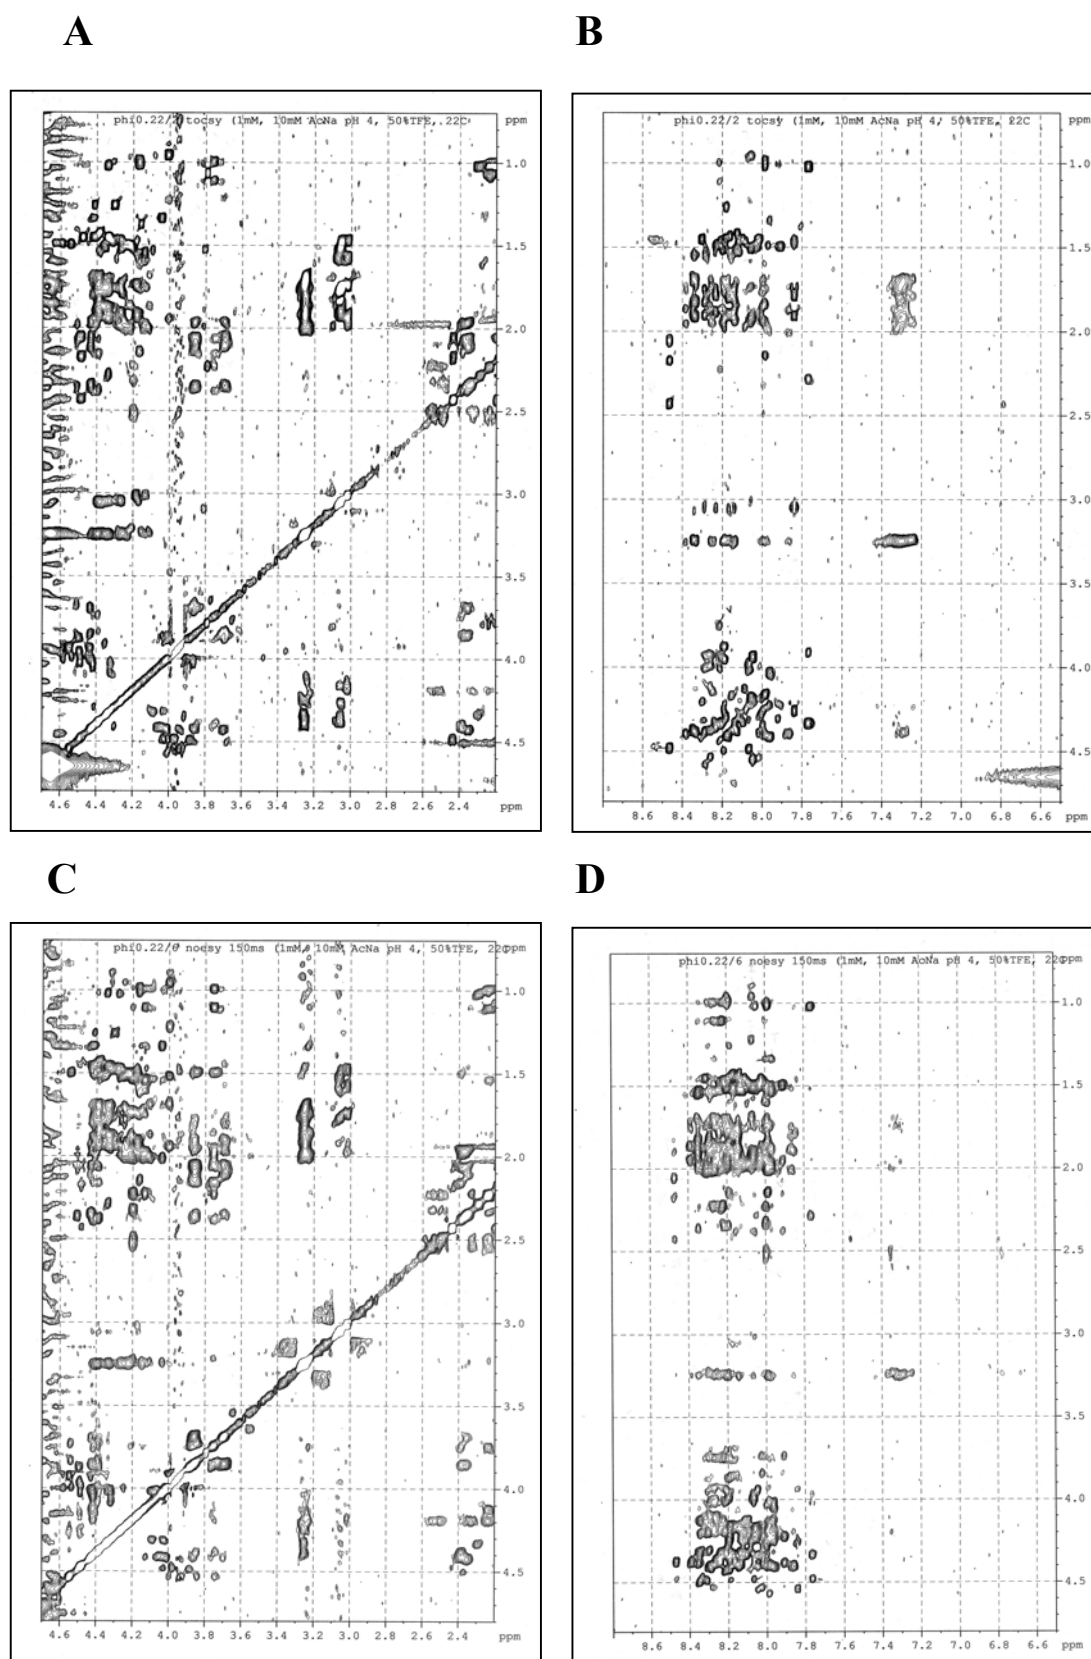 A
B
phi0.22/2 tocsy (1mM, 10mM AcNa pH 4, 50%TFE, 22C ppm
1.0
1.5
2.0
2.5
3.0
3.5
4.0
4.5
4.6 4.4 4.2 4.0 3.8 3.6 3.4 3.2 3.0 2.8 2.6 2.4 ppm
phi0.22/2 tocsy (1mM, 10mM AcNa pH 4, 50%TFE, 22C ppm
1.0
1.5
2.0
2.5
3.0
3.5
4.0
4.5
8.6 8.4 8.2 8.0 7.8 7.6 7.4 7.2 7.0 6.8 6.6 ppm
C
D
phi0.22/6 noesy 150ms (1mM, 10mM AcNa pH 4, 50%TFE, 22C ppm
1.0
1.5
2.0
2.5
3.0
3.5
4.0
4.5
4.6 4.4 4.2 4.0 3.8 3.6 3.4 3.2 3.0 2.8 2.6 2.4 ppm
phi0.22/6 noesy 150ms (1mM, 10mM AcNa pH 4, 50%TFE, 22C ppm
1.0
1.5
2.0
2.5
3.0
3.5
4.0
4.5
8.6 8.4 8.2 8.0 7.8 7.6 7.4 7.2 7.0 6.8 6.6 ppm